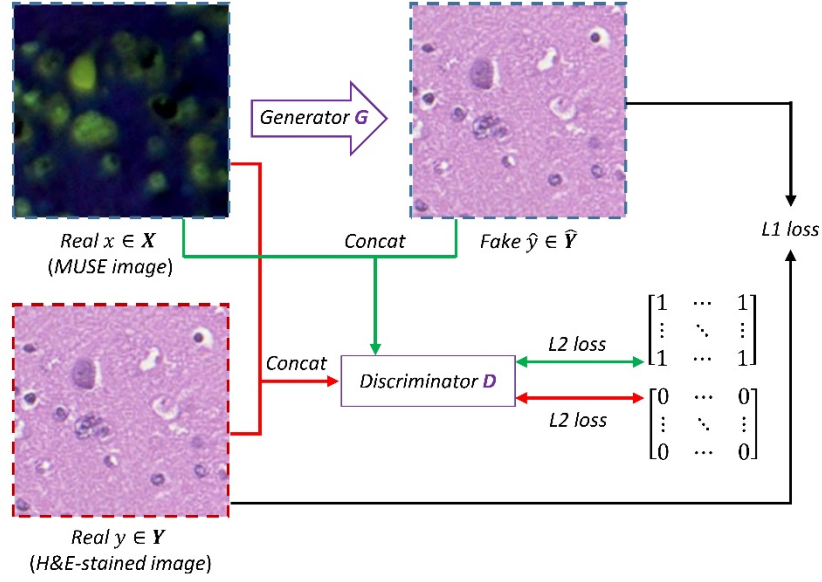 Generator G
Real x ∈ X
(MUSE image)
Concat
Fake ŷ ∈ Ŷ
L1 loss
Concat
Discriminator D
L2 loss
[1 ⋯ 1]
[⋮ ⋱ ⋮]
[1 ⋯ 1]
L2 loss
[0 ⋯ 0]
[⋮ ⋱ ⋮]
[0 ⋯ 0]
Real y ∈ Y
(H&E-stained image)